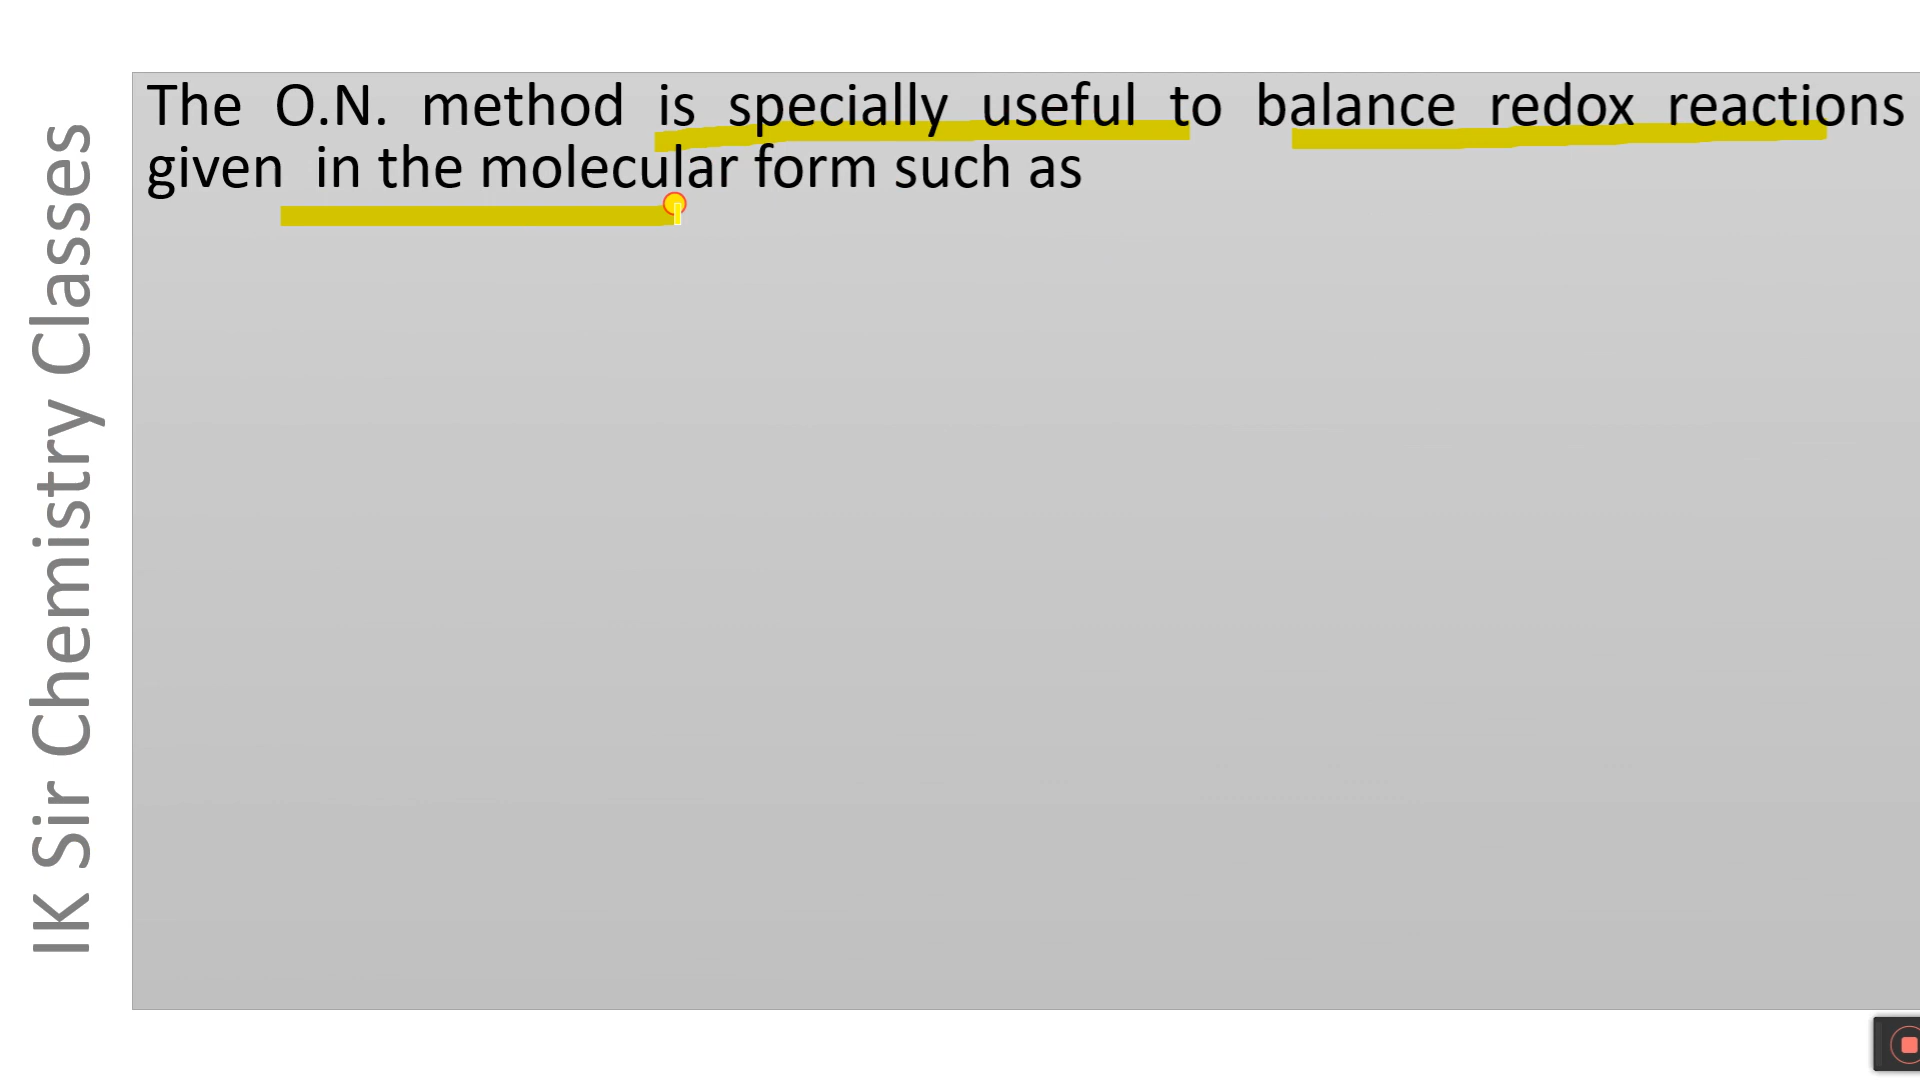 IK Sir Chemistry Classes
The O.N. method is specially useful to balance redox reactions
given in the molecular form such as